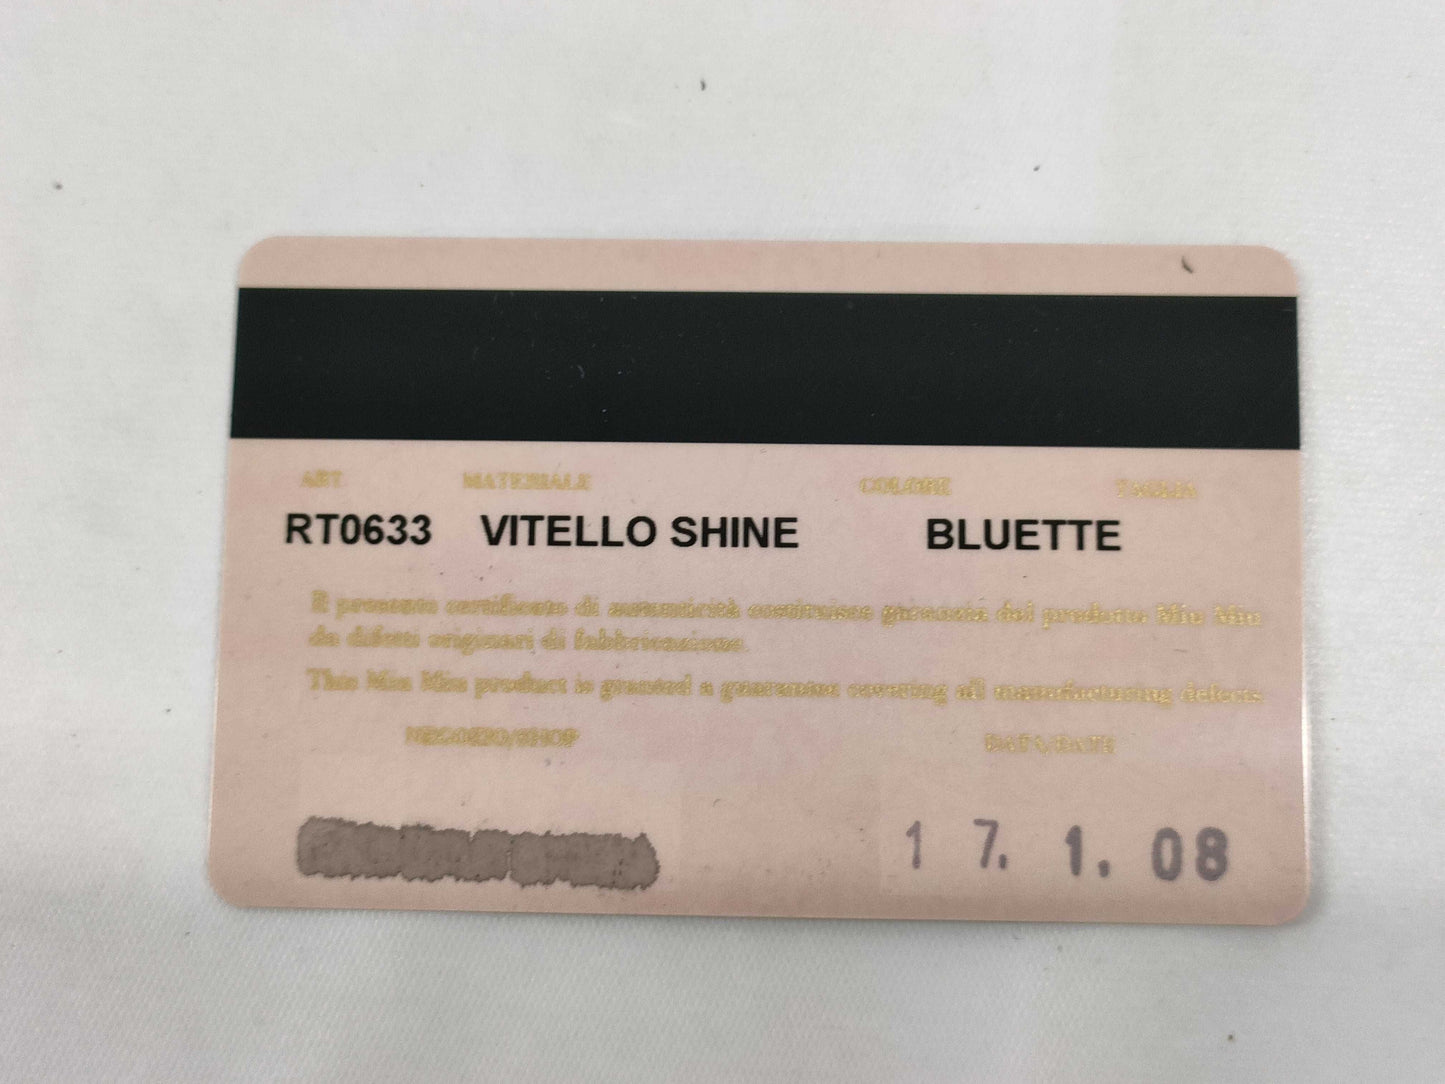 ART MATERIALE COLORE TAGLIA
RT0633 VITELLO SHINE BLUETTE
Il presente certificato di autenticità costituisce garanzia del prodotto Miu Miu
da difetti originari di fabbricazione.
This Miu Miu product is granted a guarantee covering all manufacturing defects
NEGOZIO/SHOP DATA/DATE
17. 1. 08